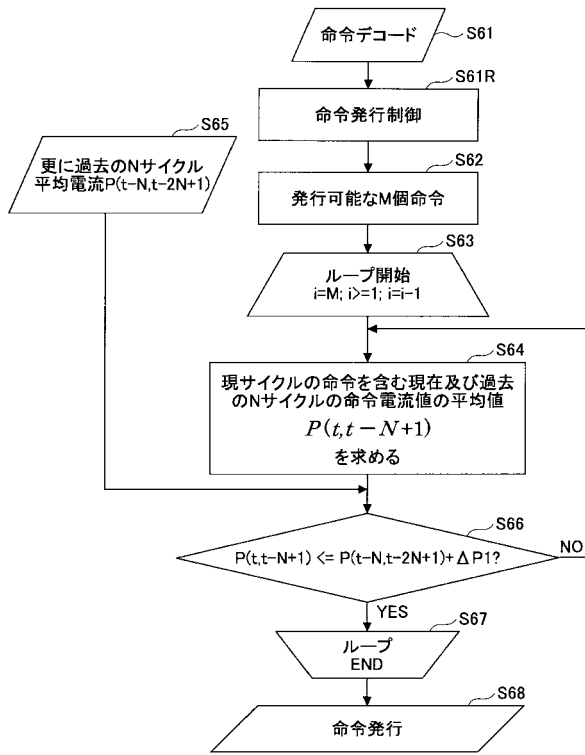 命令デコード
S61
S61R
命令発行制御
S65
更に過去のNサイクル
平均電流P(t-N,t-2N+1)
S62
発行可能なM個命令
S63
ループ開始
i=M; i>=1; i=i-1
S64
現サイクルの命令を含む現在及び過去
のNサイクルの命令電流値の平均値
P(t,t-N+1)
を求める
S66
P(t,t-N+1) <= P(t-N,t-2N+1)+ΔP1?
NO
YES
S67
ループ
END
S68
命令発行